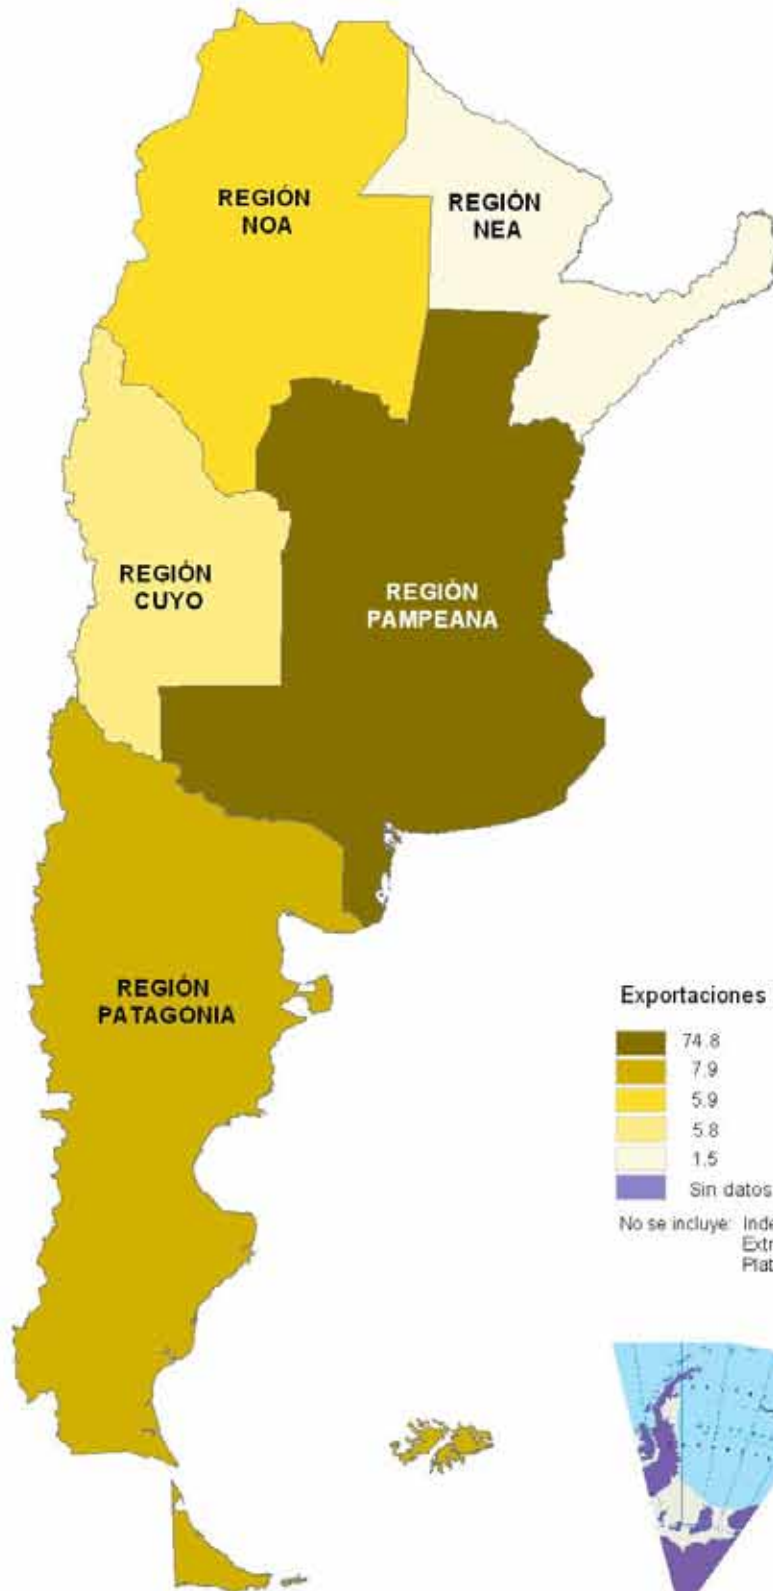 REGIÓN
NOA
REGIÓN
NEA
REGIÓN
CUYO
REGIÓN
PAMPEANA
REGIÓN
PATAGONIA
Exportaciones
74.8
7.9
5.9
5.8
1.5
Sin datos
No se incluye: